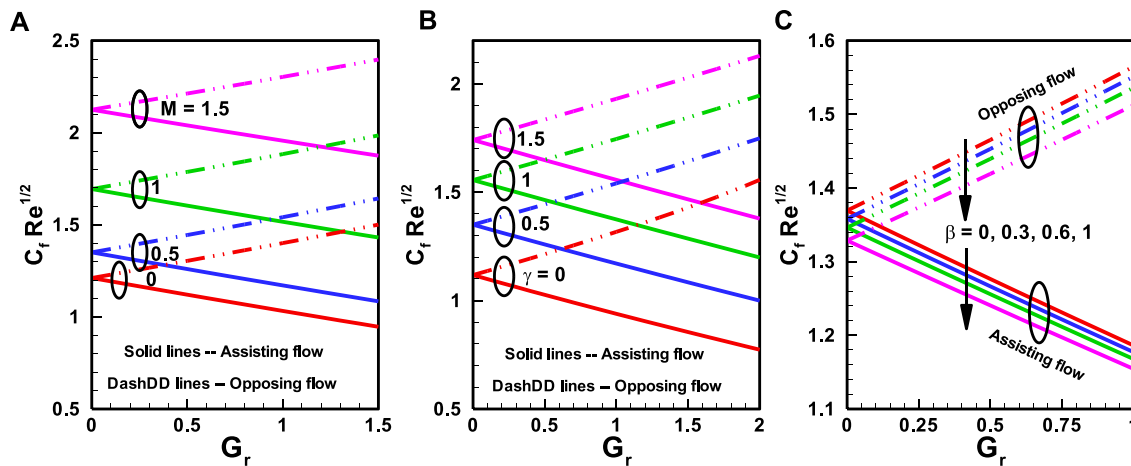 A
2.5
2
1.5
1
0.5
C_f Re^{1/2}
M = 1.5
1
0.5
0
Solid lines -- Assisting flow
DashDD lines – Opposing flow
0 0.5 1 1.5
G_r
B
2
1.5
1
0.5
C_f Re^{1/2}
1.5
1
0.5
γ = 0
Solid lines -- Assisting flow
DashDD lines – Opposing flow
0 0.5 1 1.5 2
G_r
C
1.6
1.5
1.4
1.3
1.2
1.1
C_f Re^{1/2}
Opposing flow
β = 0, 0.3, 0.6, 1
Assisting flow
0 0.25 0.5 0.75 1
G_r